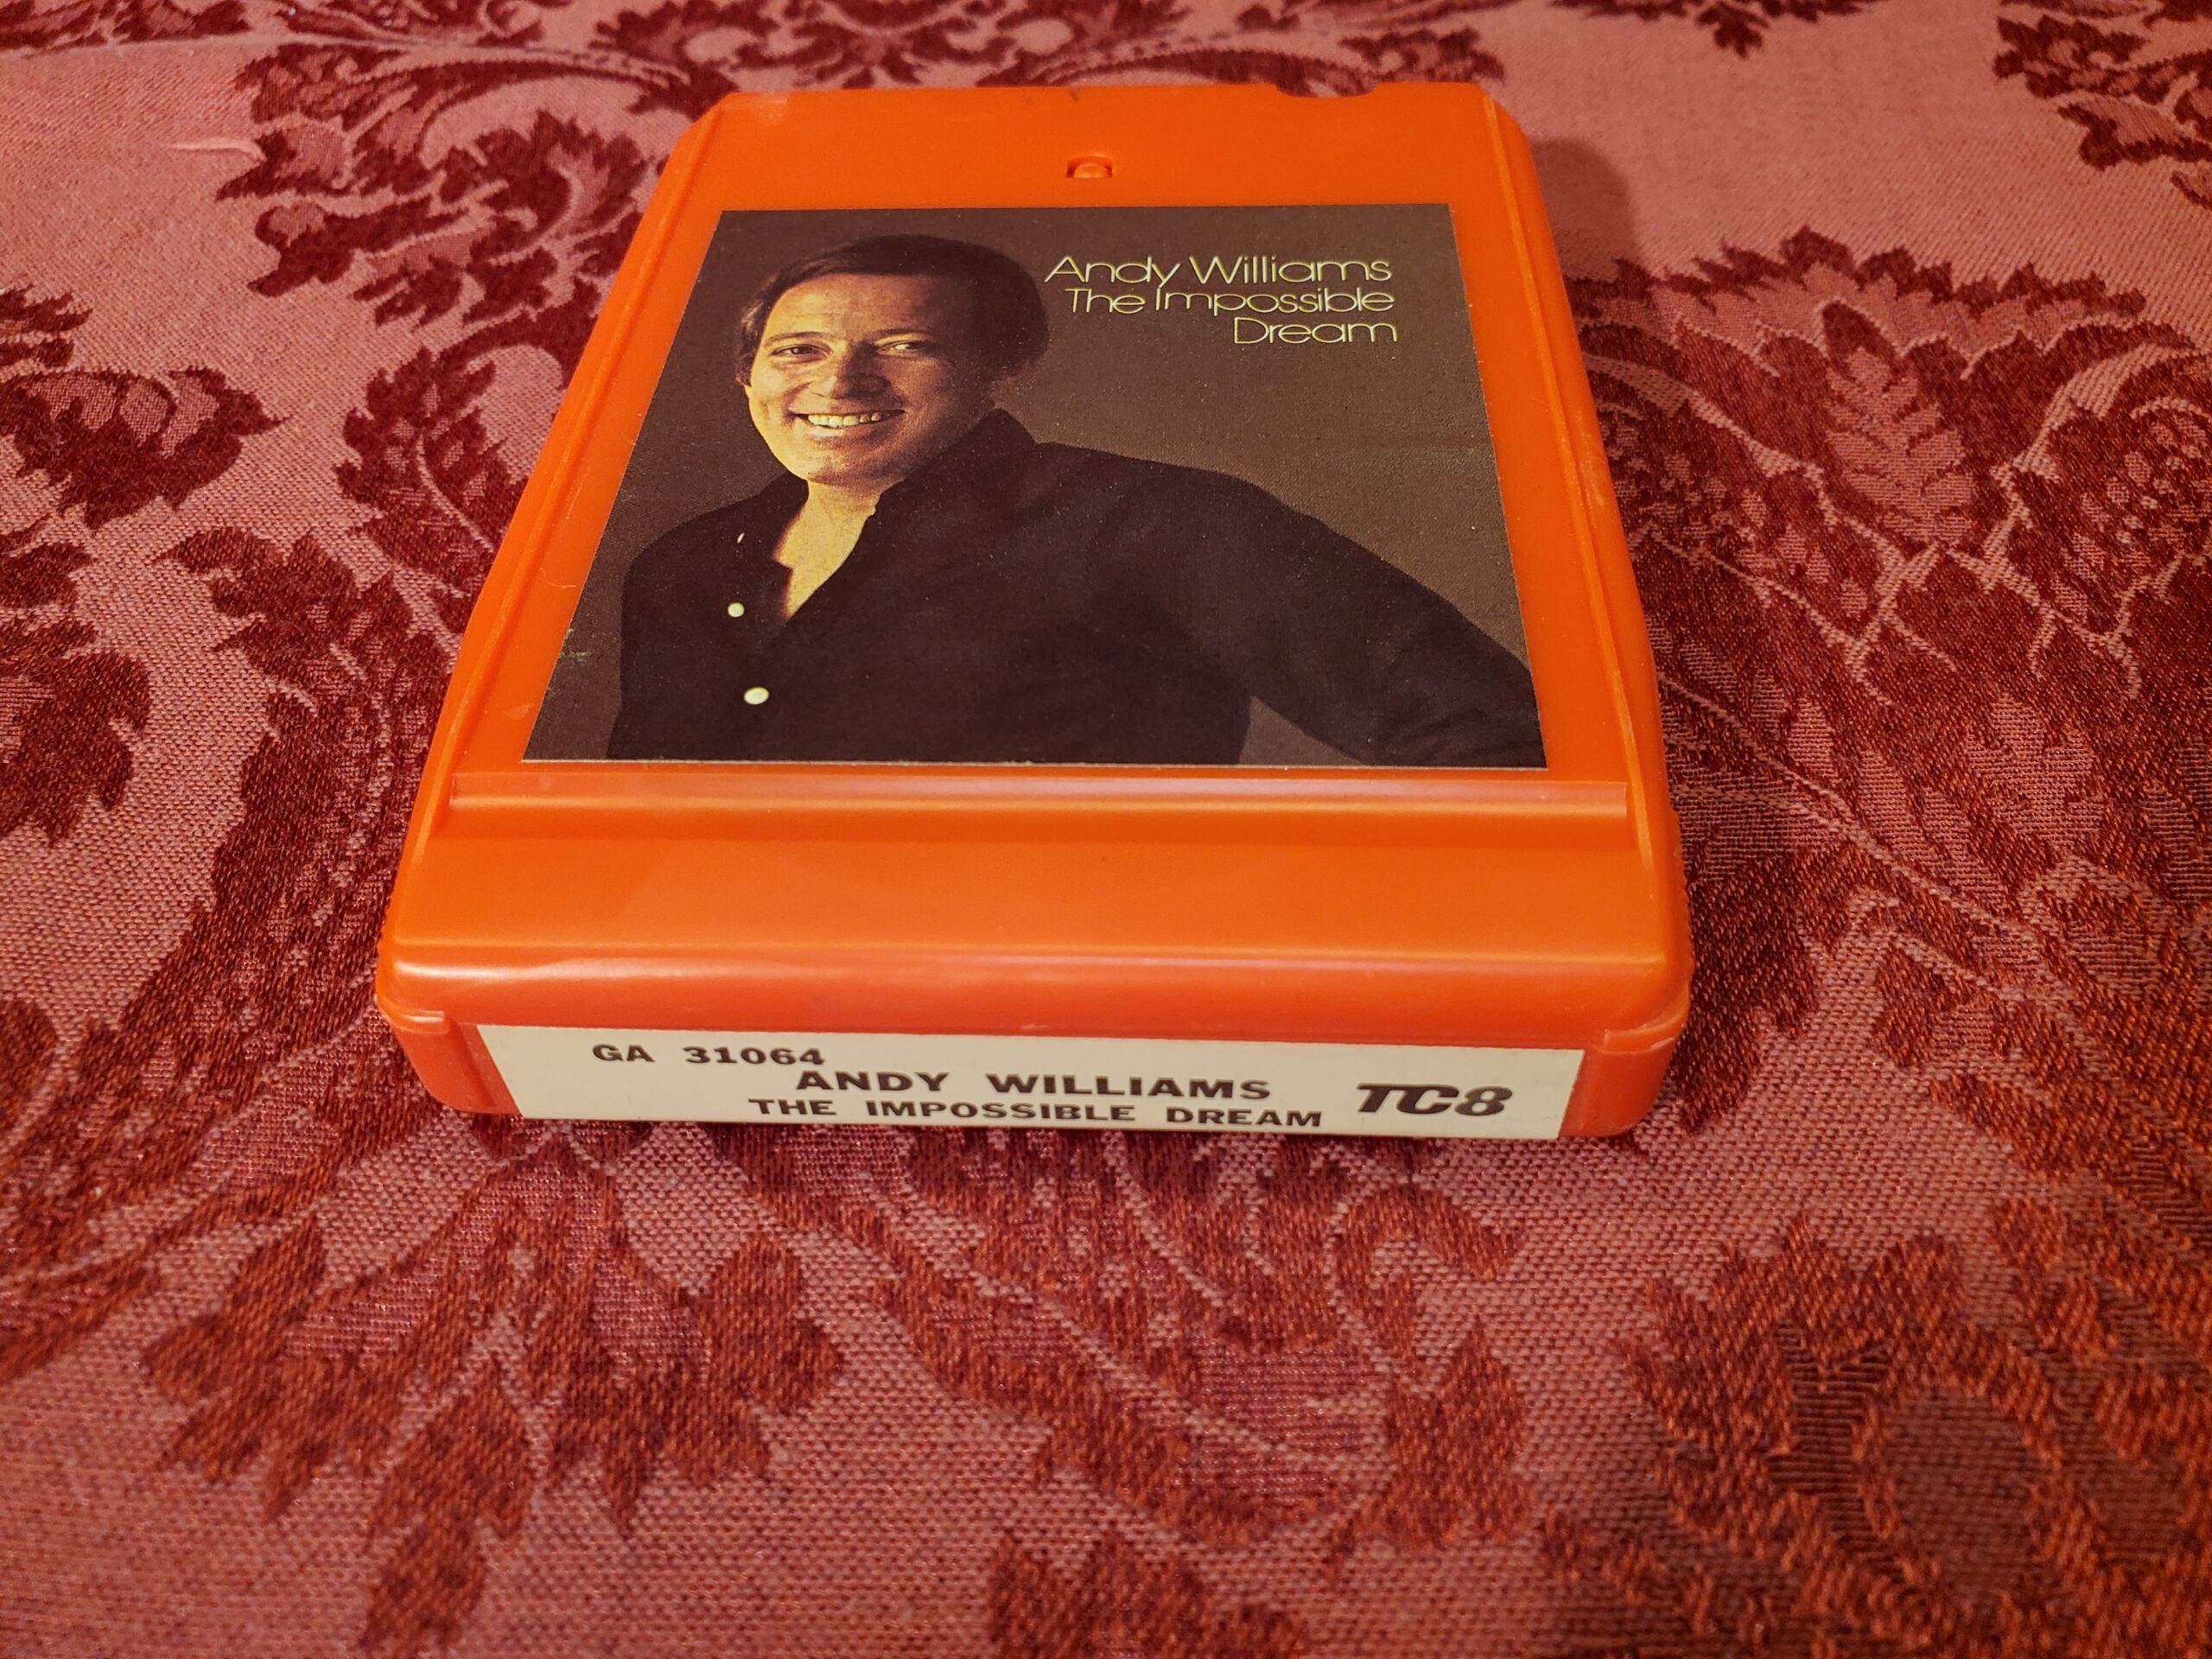 Andy Williams
The Impossible
Dream
GA 31064
ANDY WILLIAMS
THE IMPOSSIBLE DREAM
TC8